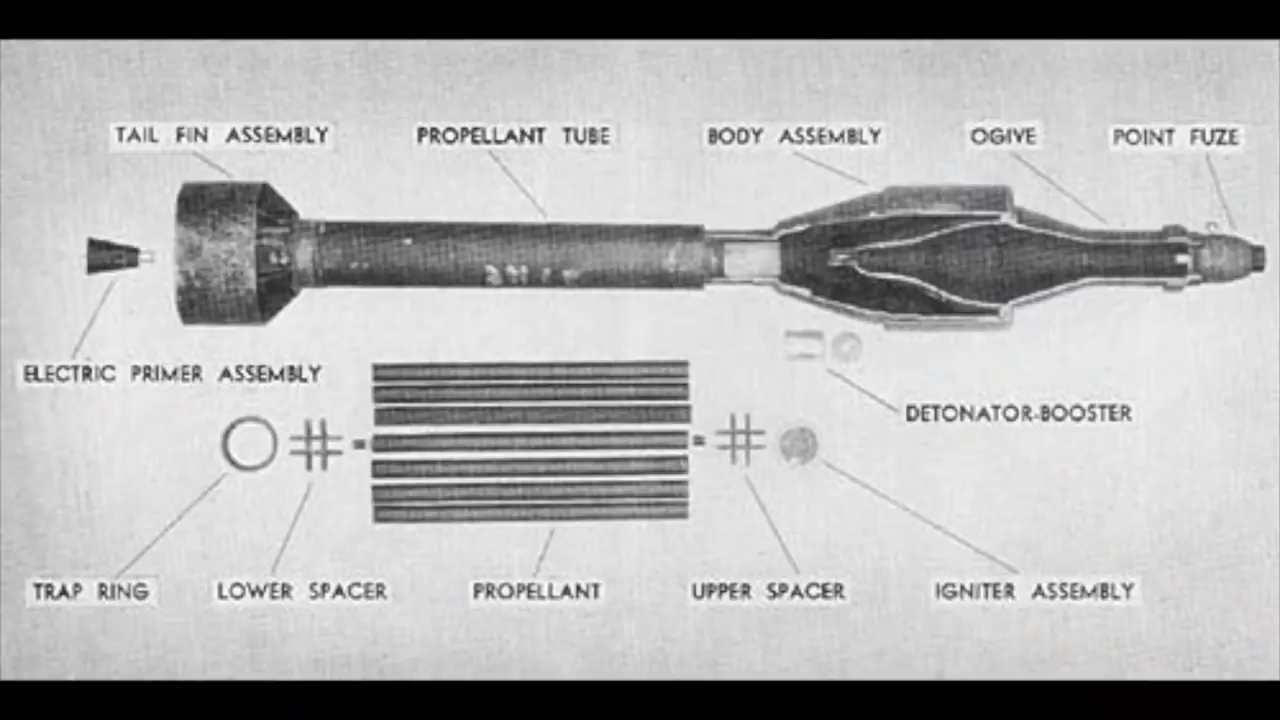 TAIL FIN ASSEMBLY
PROPELLANT TUBE
BODY ASSEMBLY
OGIVE
POINT FUZE
ELECTRIC PRIMER ASSEMBLY
DETONATOR-BOOSTER
TRAP RING
LOWER SPACER
PROPELLANT
UPPER SPACER
IGNITER ASSEMBLY